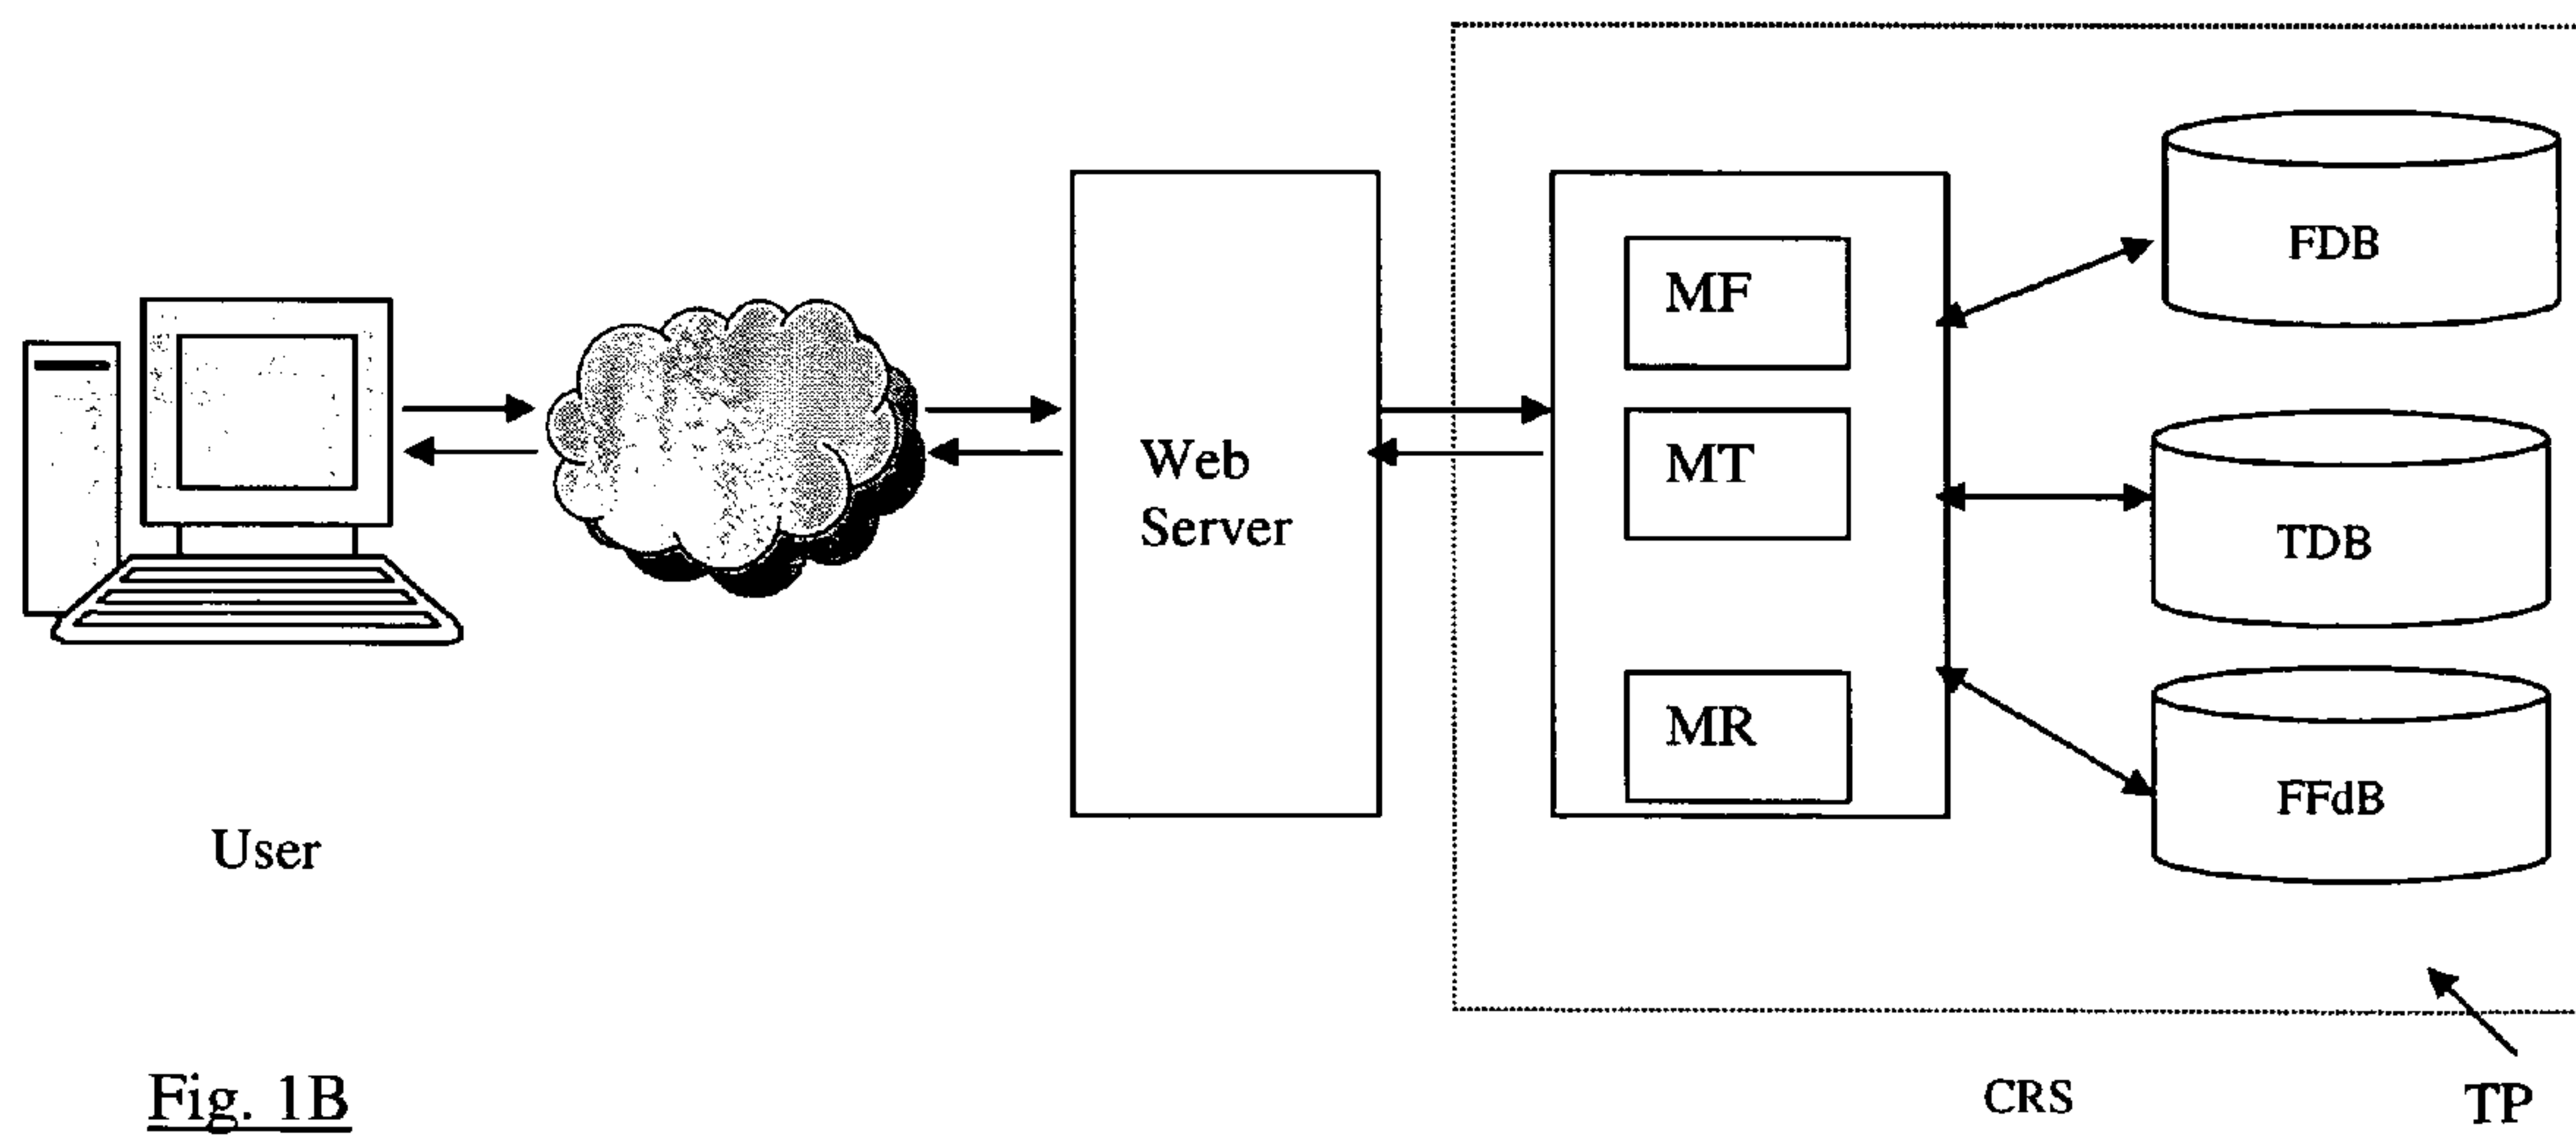 FDB
MF
MT
Web
Server
TDB
MR
FFdB
User
Fig. 1B
CRS
TP